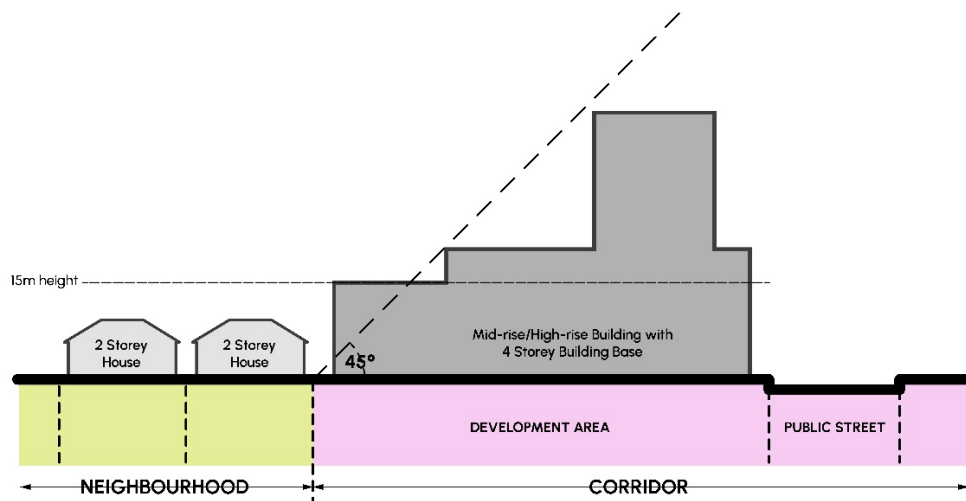 15m height
2 Storey
House
2 Storey
House
45°
Mid-rise/High-rise Building with
4 Storey Building Base
DEVELOPMENT AREA
PUBLIC STREET
NEIGHBOURHOOD
CORRIDOR